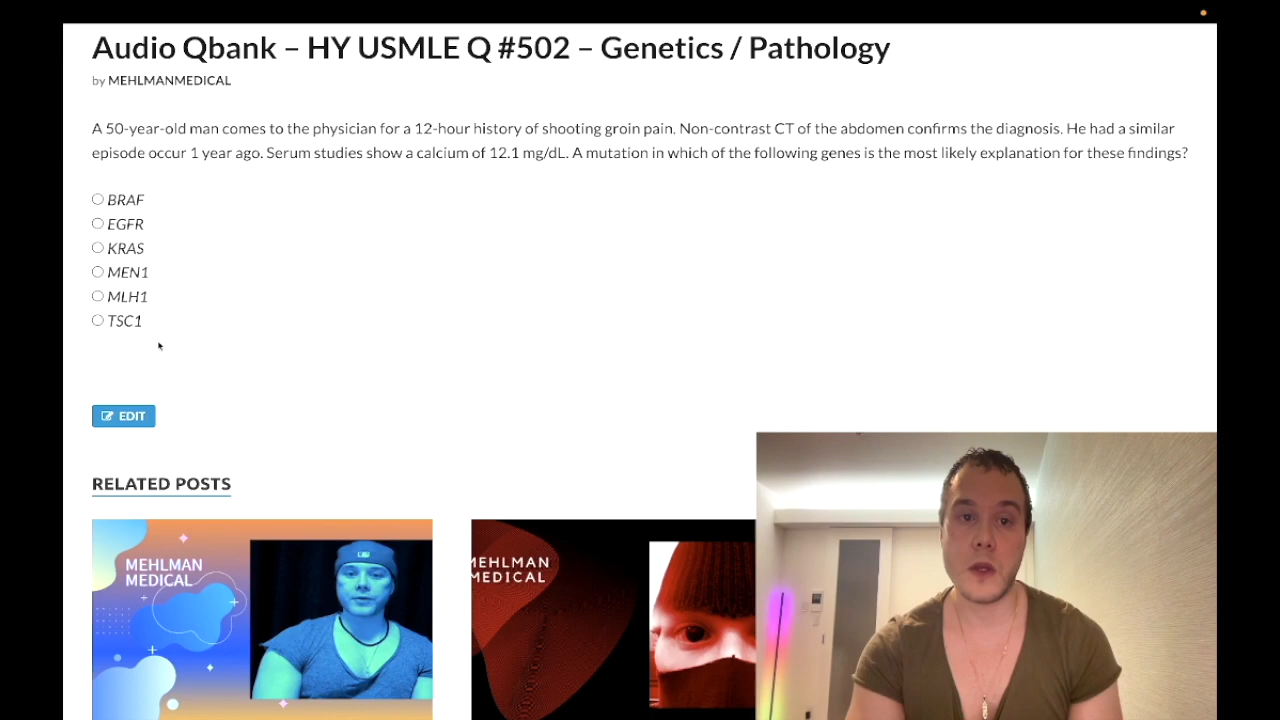 Audio Qbank – HY USMLE Q #502 – Genetics / Pathology
by MEHLMANMEDICAL
A 50-year-old man comes to the physician for a 12-hour history of shooting groin pain. Non-contrast CT of the abdomen confirms the diagnosis. He had a similar
episode occur 1 year ago. Serum studies show a calcium of 12.1 mg/dL. A mutation in which of the following genes is the most likely explanation for these findings?
BRAF
EGFR
KRAS
MEN1
MLH1
TSC1
EDIT
RELATED POSTS
MEHLMAN
MEDICAL
MEHLMAN
MEDICAL